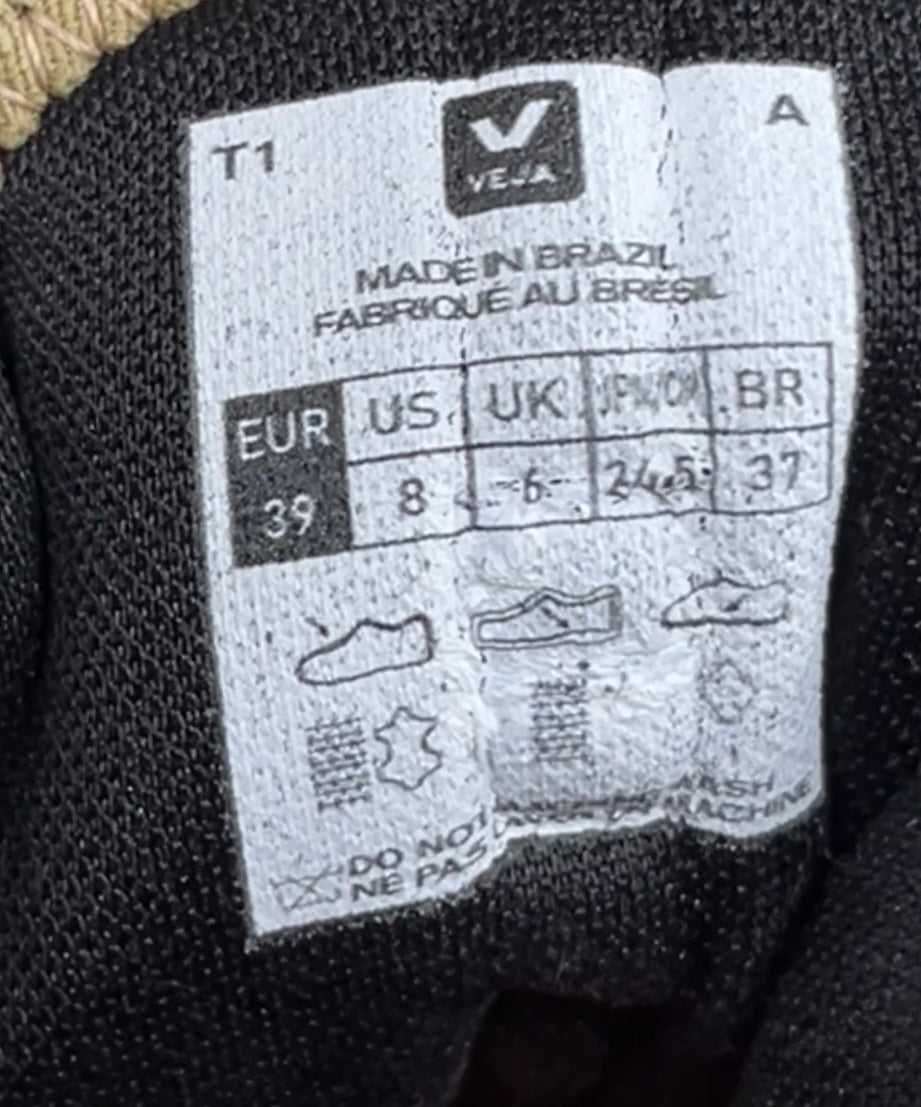 T1
A
VEJA
MADE IN BRAZIL
FABRIQUÉ AU BRÉSIL
EUR US UK BR
39 8 6 24.5 37
DO NOT WASH
NE PAS MACHINE